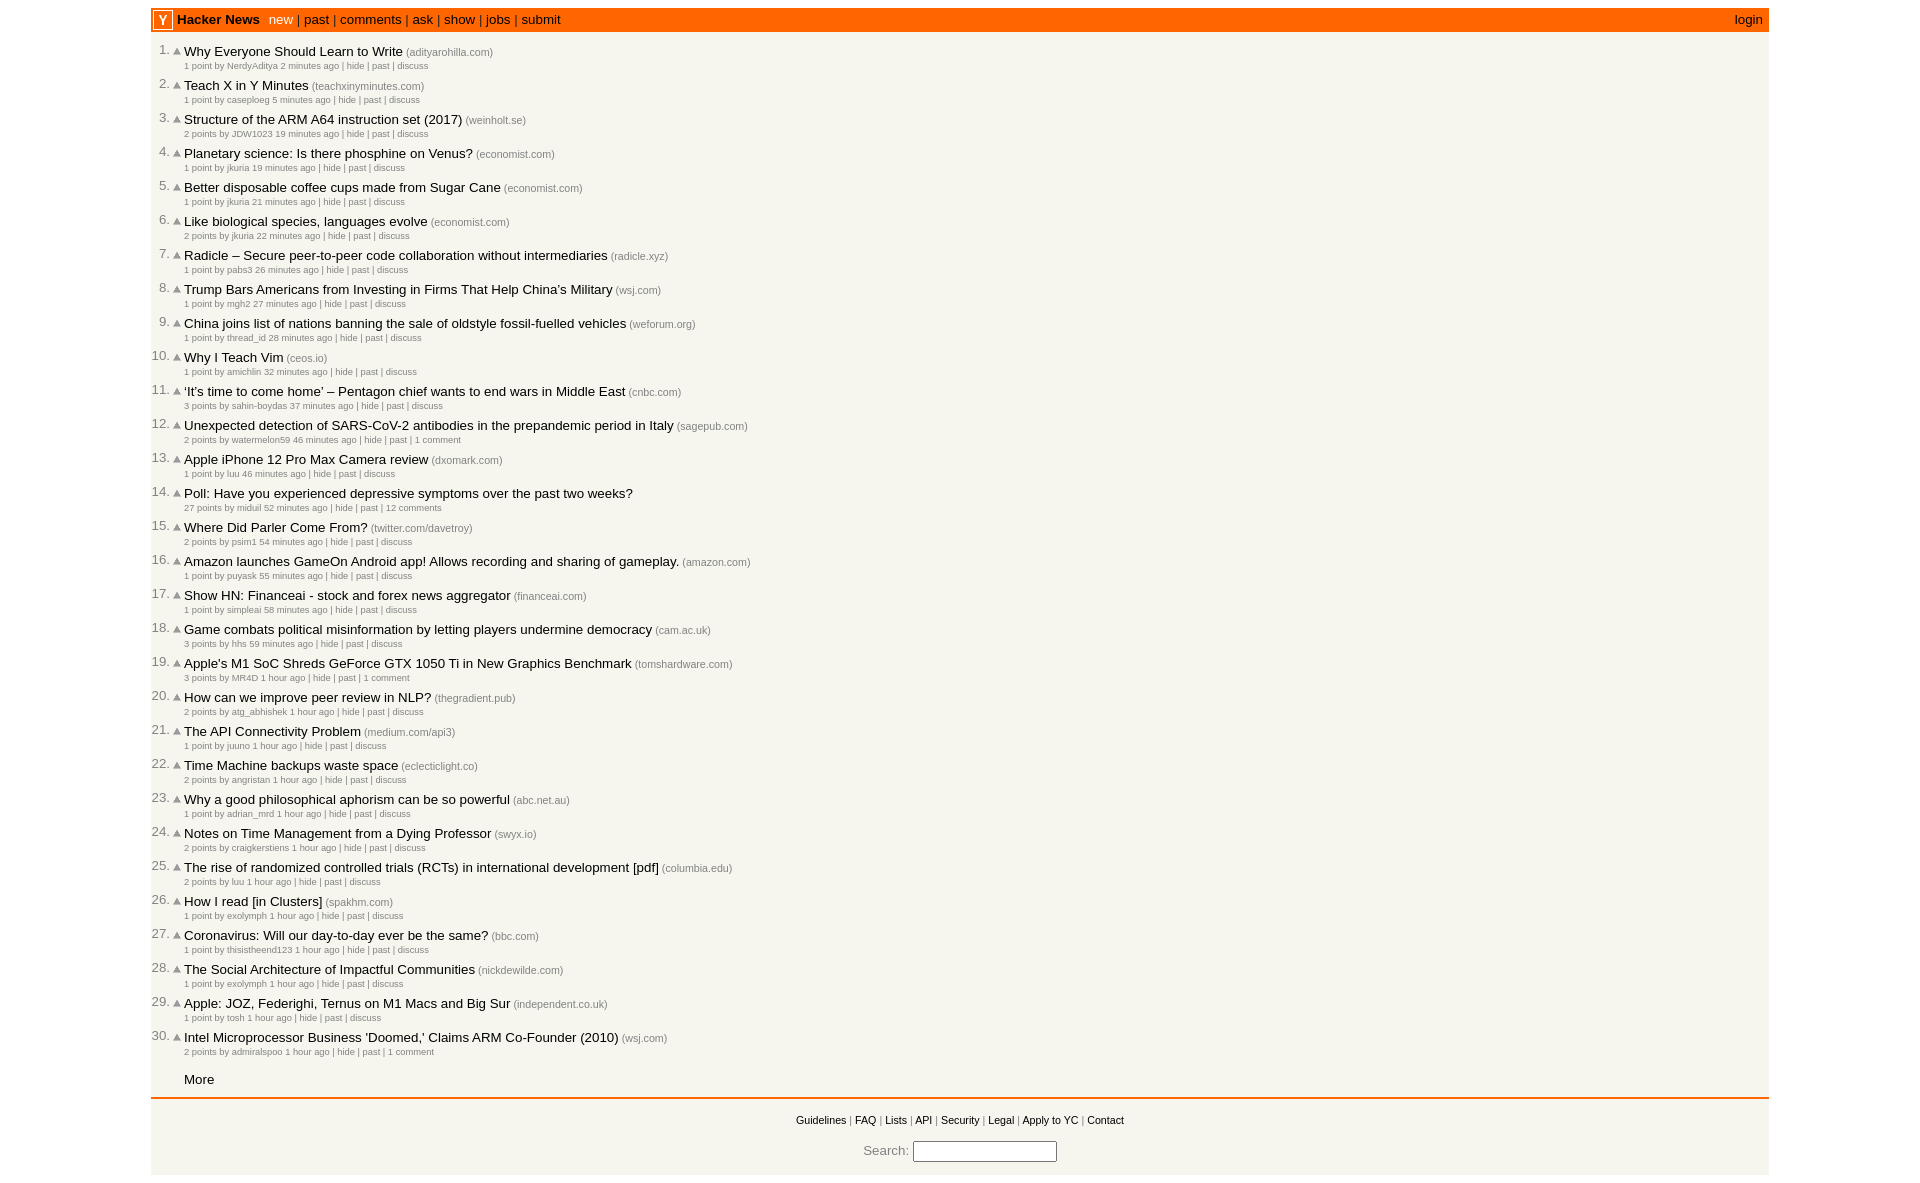 Y Hacker News new | past | comments | ask | show | jobs | submit login
1. Why Everyone Should Learn to Write (adityarohilla.com)
1 point by NerdyAditya 2 minutes ago | hide | past | discuss
2. Teach X in Y Minutes (teachxinyminutes.com)
1 point by caseploeg 5 minutes ago | hide | past | discuss
3. Structure of the ARM A64 instruction set (2017) (weinholt.se)
2 points by JDW1023 19 minutes ago | hide | past | discuss
4. Planetary science: Is there phosphine on Venus? (economist.com)
1 point by jkuria 19 minutes ago | hide | past | discuss
5. Better disposable coffee cups made from Sugar Cane (economist.com)
1 point by jkuria 21 minutes ago | hide | past | discuss
6. Like biological species, languages evolve (economist.com)
2 points by jkuria 22 minutes ago | hide | past | discuss
7. Radicle – Secure peer-to-peer code collaboration without intermediaries (radicle.xyz)
1 point by pabs3 26 minutes ago | hide | past | discuss
8. Trump Bars Americans from Investing in Firms That Help China’s Military (wsj.com)
1 point by mgh2 27 minutes ago | hide | past | discuss
9. China joins list of nations banning the sale of oldstyle fossil-fuelled vehicles (weforum.org)
1 point by thread_id 28 minutes ago | hide | past | discuss
10. Why I Teach Vim (ceos.io)
1 point by amichlin 32 minutes ago | hide | past | discuss
11. ‘It’s time to come home’ – Pentagon chief wants to end wars in Middle East (cnbc.com)
3 points by sahin-boydas 37 minutes ago | hide | past | discuss
12. Unexpected detection of SARS-CoV-2 antibodies in the prepandemic period in Italy (sagepub.com)
2 points by watermelon59 46 minutes ago | hide | past | 1 comment
13. Apple iPhone 12 Pro Max Camera review (dxomark.com)
1 point by luu 46 minutes ago | hide | past | discuss
14. Poll: Have you experienced depressive symptoms over the past two weeks?
27 points by miduil 52 minutes ago | hide | past | 12 comments
15. Where Did Parler Come From? (twitter.com/davetroy)
2 points by psim1 54 minutes ago | hide | past | discuss
16. Amazon launches GameOn Android app! Allows recording and sharing of gameplay. (amazon.com)
1 point by puyask 55 minutes ago | hide | past | discuss
17. Show HN: Financeai - stock and forex news aggregator (financeai.com)
1 point by simpleai 58 minutes ago | hide | past | discuss
18. Game combats political misinformation by letting players undermine democracy (cam.ac.uk)
3 points by hhs 59 minutes ago | hide | past | discuss
19. Apple's M1 SoC Shreds GeForce GTX 1050 Ti in New Graphics Benchmark (tomshardware.com)
3 points by MR4D 1 hour ago | hide | past | 1 comment
20. How can we improve peer review in NLP? (thegradient.pub)
2 points by atg_abhishek 1 hour ago | hide | past | discuss
21. The API Connectivity Problem (medium.com/api3)
1 point by juuno 1 hour ago | hide | past | discuss
22. Time Machine backups waste space (eclecticlight.co)
2 points by angristan 1 hour ago | hide | past | discuss
23. Why a good philosophical aphorism can be so powerful (abc.net.au)
1 point by adrian_mrd 1 hour ago | hide | past | discuss
24. Notes on Time Management from a Dying Professor (swyx.io)
2 points by craigkerstiens 1 hour ago | hide | past | discuss
25. The rise of randomized controlled trials (RCTs) in international development [pdf] (columbia.edu)
2 points by luu 1 hour ago | hide | past | discuss
26. How I read [in Clusters] (spakhm.com)
1 point by exolymph 1 hour ago | hide | past | discuss
27. Coronavirus: Will our day-to-day ever be the same? (bbc.com)
1 point by thisistheend123 1 hour ago | hide | past | discuss
28. The Social Architecture of Impactful Communities (nickdewilde.com)
1 point by exolymph 1 hour ago | hide | past | discuss
29. Apple: JOZ, Federighi, Ternus on M1 Macs and Big Sur (independent.co.uk)
1 point by tosh 1 hour ago | hide | past | discuss
30. Intel Microprocessor Business 'Doomed,' Claims ARM Co-Founder (2010) (wsj.com)
2 points by admiralspoo 1 hour ago | hide | past | 1 comment
More
Guidelines | FAQ | Lists | API | Security | Legal | Apply to YC | Contact
Search: